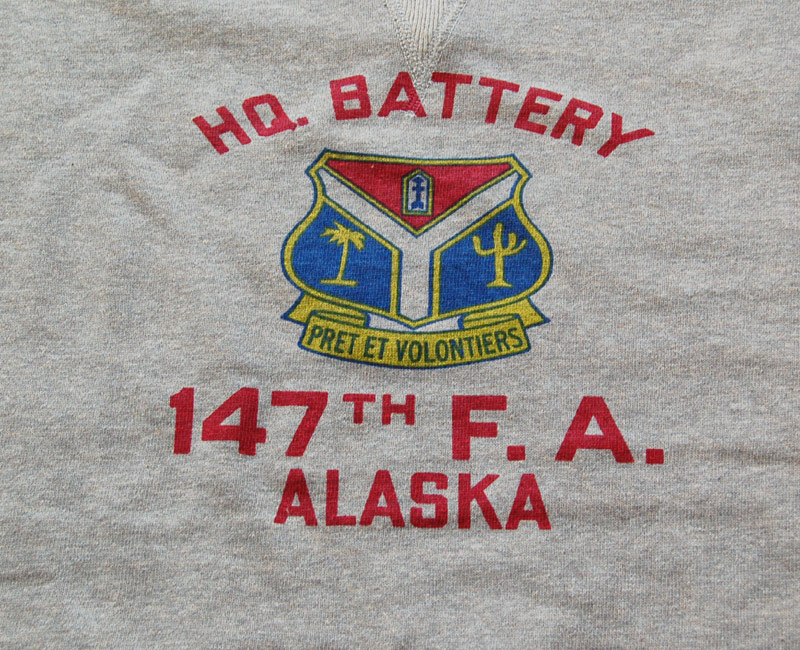 HQ. BATTERY
PRET ET VOLONTIERS
147TH F. A.
ALASKA